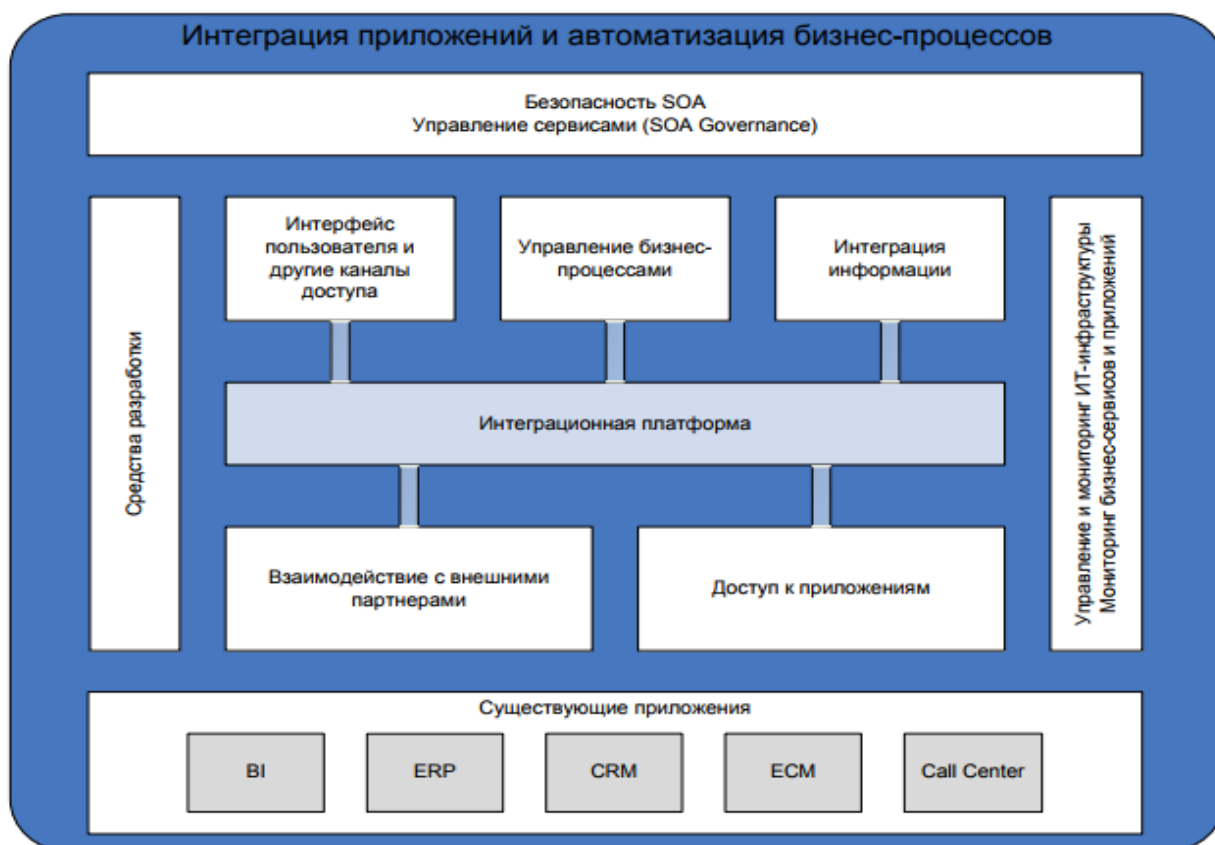 Интеграция приложений и автоматизация бизнес-процессов
Безопасность SOA
Управление сервисами (SOA Governance)
Средства разработки
Интерфейс
пользователя и
другие каналы
доступа
Управление бизнес-
процессами
Интеграция
информации
Управление и мониторинг ИТ-инфраструктуры
Мониторинг бизнес-сервисов и приложений
Интеграционная платформа
Взаимодействие с внешними
партнерами
Доступ к приложениям
Существующие приложения
BI
ERP
CRM
ECM
Call Center